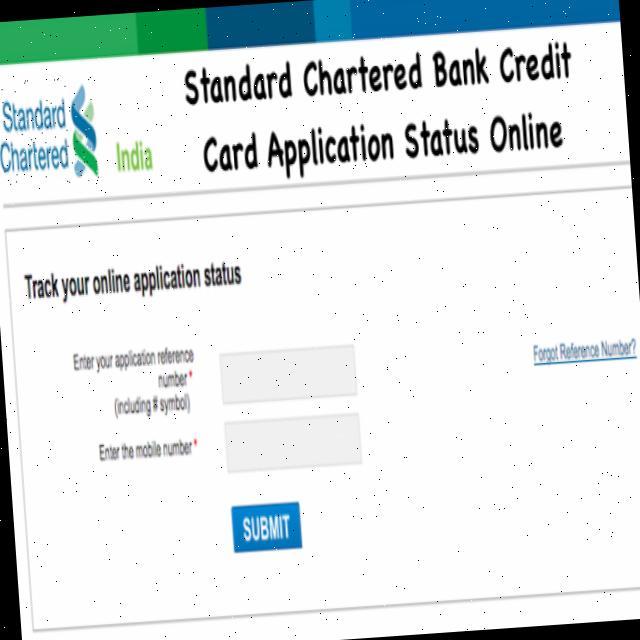 Standard Chartered Bank Credit
Card Application Status Online
Standard
Chartered
India
Track your online application status
Enter your application reference
number*
(including # symbol)
Forgot Reference Number?
Enter the mobile number*
SUBMIT